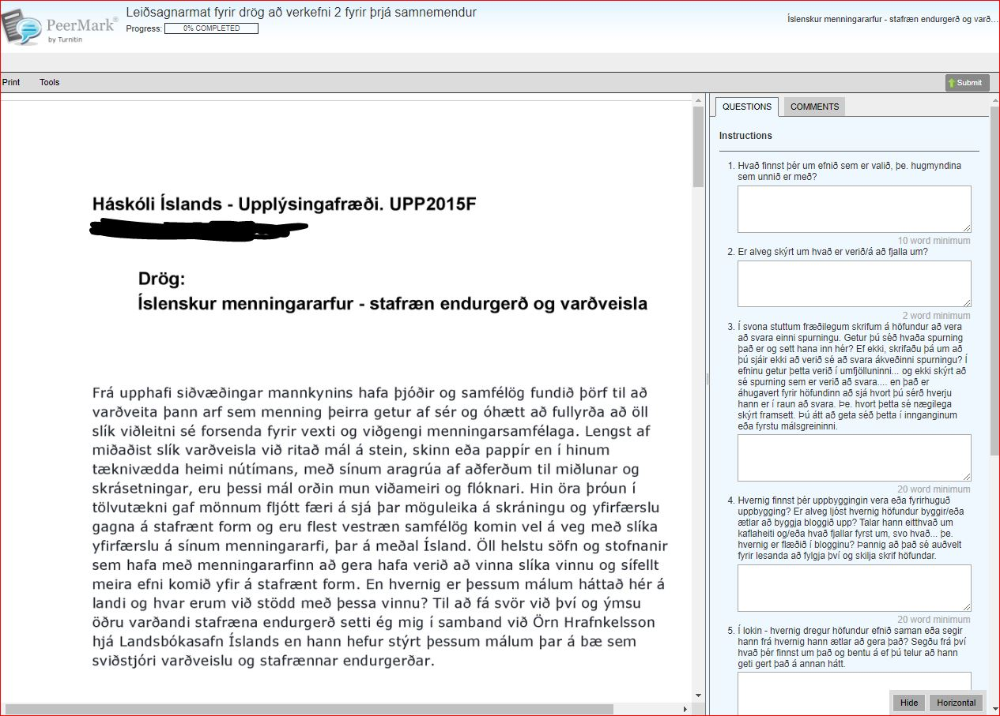 PeerMark®
by Turnitin
Leiðsagnarmat fyrir drög að verkefni 2 fyrir þrjá samnemendur
Progress: 0% COMPLETED
Íslenskur menningararfur - stafræn endurgerð og varð...
Print Tools
Submit
Háskóli Íslands - Upplýsingafræði. UPP2015F
Drög:
Íslenskur menningararfur - stafræn endurgerð og varðveisla
Frá upphafi siðvæðingar mannkynins hafa þjóðir og samfélög fundið þörf til að
varðveita þann arf sem menning þeirra getur af sér og óhætt að fullyrða að öll
slík viðleitni sé forsenda fyrir vexti og viðgengi menningarsamfélaga. Lengst af
miðaðist slík varðveisla við ritað mál á stein, skinn eða pappír en í hinum
tæknivædda heimi nútímans, með sínum aragrúa af aðferðum til miðlunar og
skrásetningar, eru þessi mál orðin mun viðameiri og flóknari. Hin öra þróun í
tölvutækni gaf mönnum fljótt færi á sjá þar möguleika á skráningu og yfirfærslu
gagna á stafrænt form og eru flest vestræn samfélög komin vel á veg með slíka
yfirfærslu á sínum menningararfi, þar á meðal Ísland. Öll helstu söfn og stofnanir
sem hafa með menningararfinn að gera hafa verið að vinna slíka vinnu og sífellt
meira efni komið yfir á stafrænt form. En hvernig er þessum málum háttað hér á
landi og hvar erum við stödd með þessa vinnu? Til að fá svör við því og ýmsu
öðru varðandi stafræna endurgerð setti ég mig í samband við Örn Hrafnkelsson
hjá Landsbókasafn Íslands en hann hefur stýrt þessum málum þar á bæ sem
sviðstjóri varðveislu og stafrænnar endurgerðar.
QUESTIONS COMMENTS
Instructions
1. Hvað finnst þér um efnið sem er valið, þe. hugmyndina
sem unnið er með?
10 word minimum
2. Er alveg skýrt um hvað er verið/á að fjalla um?
2 word minimum
3. Í svona stuttum fræðilegum skrifum á höfundur að vera
að svara einni spurningu. Getur þú séð hvaða spurning
það er og sett hana inn hér? Ef ekki, skrifaðu þá um að
þú sjáir ekki að verið sé að svara ákveðinni spurningu? Í
efninu getur þetta verið í umfjölluninni... og ekki skýrt að
sé spurning sem er verið að svara.... en það er
áhugavert fyrir höfundinn að sjá hvort þú sérð hverju
hann er í raun að svara. Þe. hvort þetta sé nægilega
skýrt framsett. Þú átt að geta séð þetta í innganginum
eða fyrstu málsgreininni.
20 word minimum
4. Hvernig finnst þér uppbyggingin vera eða fyrirhuguð
uppbygging? Er alveg ljóst hvernig höfundur byggir/eða
ætlar að byggja bloggið upp? Talar hann eitthvað um
kaflaheiti og/eða hvað fjallar fyrst um, svo hvað... þe.
hvernig er flæðið í blogginu? Þannig að það sé auðvelt
fyrir lesanda að fylgja því og skilja skrif höfundar.
20 word minimum
5. Í lokin - hvernig dregur höfundur efnið saman eða segir
hann frá hvernig hann ætlar að gera það? Segðu frá því
hvað þér finnst um það og bentu á ef þú telur að hann
geti gert það á annan hátt.
Hide Horizontal